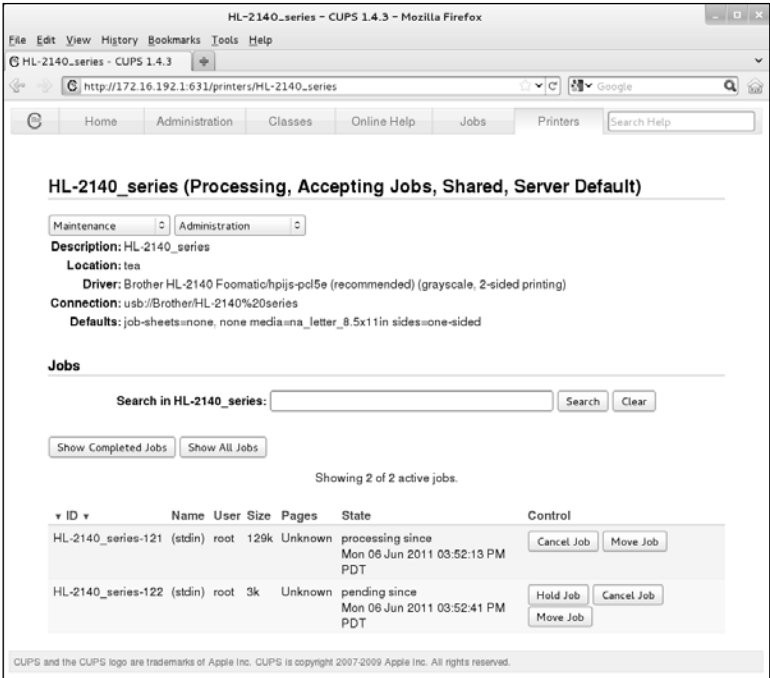 HL-2140_series - CUPS 1.4.3 - Mozilla Firefox
File Edit View History Bookmarks Tools Help
HL-2140_series - CUPS 1.4.3
http://172.16.192.1:631/printers/HL-2140_series Google
Home Administration Classes Online Help Jobs Printers Search Help
HL-2140_series (Processing, Accepting Jobs, Shared, Server Default)
Maintenance Administration
Description: HL-2140_series
Location: tea
Driver: Brother HL-2140 Foomatic/hpijs-pcl5e (recommended) (grayscale, 2-sided printing)
Connection: usb://Brother/HL-2140%20series
Defaults: job-sheets=none, none media=na_letter_8.5x11in sides=one-sided
Jobs
Search in HL-2140_series: Search Clear
Show Completed Jobs Show All Jobs
Showing 2 of 2 active jobs.
▼ ID ▼ Name User Size Pages State Control
HL-2140_series-121 (stdin) root 129k Unknown processing since Cancel Job Move Job
Mon 06 Jun 2011 03:52:13 PM
PDT
HL-2140_series-122 (stdin) root 3k Unknown pending since Hold Job Cancel Job
Mon 06 Jun 2011 03:52:41 PM
PDT Move Job
CUPS and the CUPS logo are trademarks of Apple Inc. CUPS is copyright 2007-2009 Apple Inc. All rights reserved.